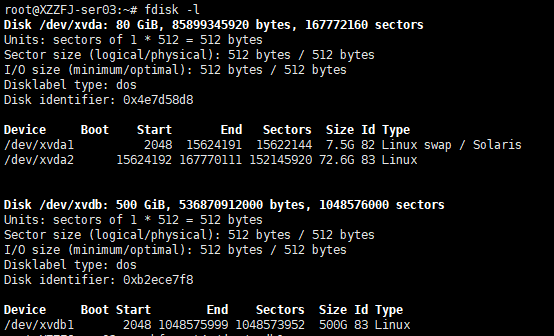 root@XZZFJ-ser03:~# fdisk -l
Disk /dev/xvda: 80 GiB, 85899345920 bytes, 167772160 sectors
Units: sectors of 1 * 512 = 512 bytes
Sector size (logical/physical): 512 bytes / 512 bytes
I/O size (minimum/optimal): 512 bytes / 512 bytes
Disklabel type: dos
Disk identifier: 0x4e7d58d8
Device Boot Start End Sectors Size Id Type
/dev/xvda1 2048 15624191 15622144 7.5G 82 Linux swap / Solaris
/dev/xvda2 15624192 167770111 152145920 72.6G 83 Linux
Disk /dev/xvdb: 500 GiB, 536870912000 bytes, 1048576000 sectors
Units: sectors of 1 * 512 = 512 bytes
Sector size (logical/physical): 512 bytes / 512 bytes
I/O size (minimum/optimal): 512 bytes / 512 bytes
Disklabel type: dos
Disk identifier: 0xb2ece7f8
Device Boot Start End Sectors Size Id Type
/dev/xvdb1 2048 1048575999 1048573952 500G 83 Linux